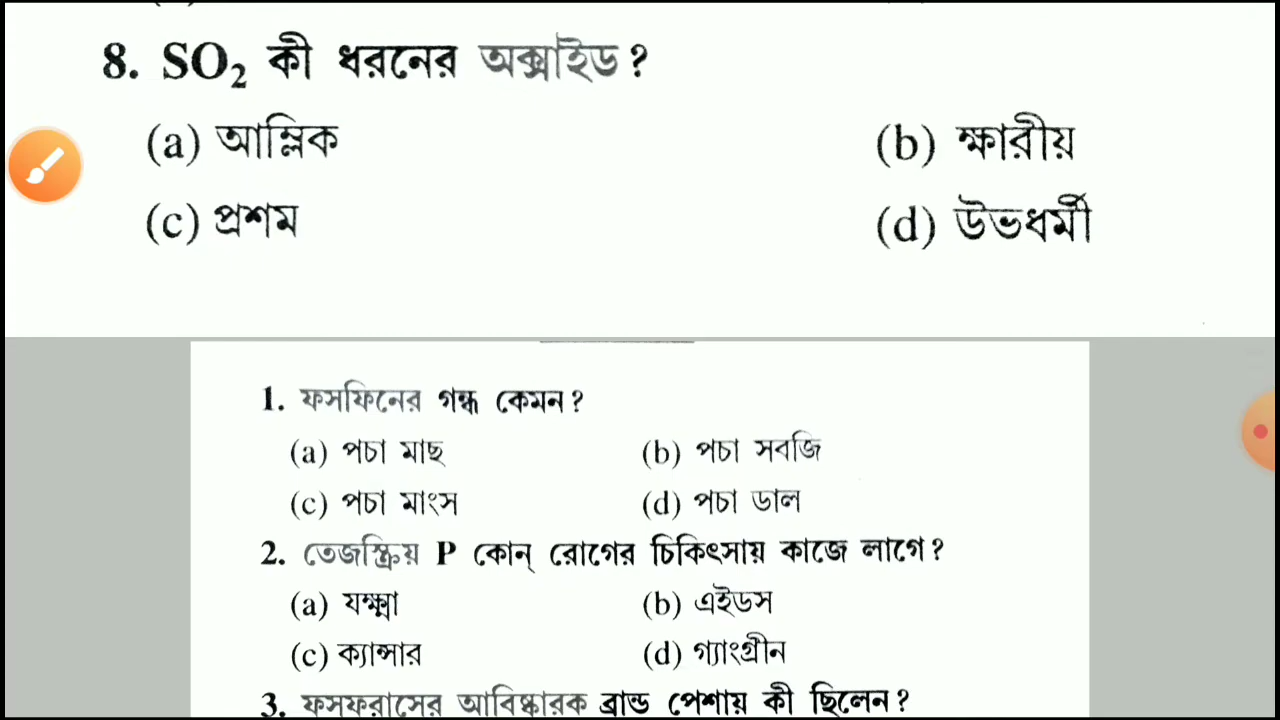 8. SO₂ কী ধরনের অক্সাইড?
(a) আম্লিক (b) ক্ষারীয়
(c) প্রশম (d) উভধর্মী
1. ফসফিনের গন্ধ কেমন?
(a) পচা মাছ (b) পচা সবজি
(c) পচা মাংস (d) পচা ডাল
2. তেজস্ক্রিয় P কোন্ রোগের চিকিৎসায় কাজে লাগে?
(a) যক্ষ্মা (b) এইডস
(c) ক্যান্সার (d) গ্যাংগ্রীন
3. ফসফরাসের আবিষ্কারক ব্রান্ড পেশায় কী ছিলেন?